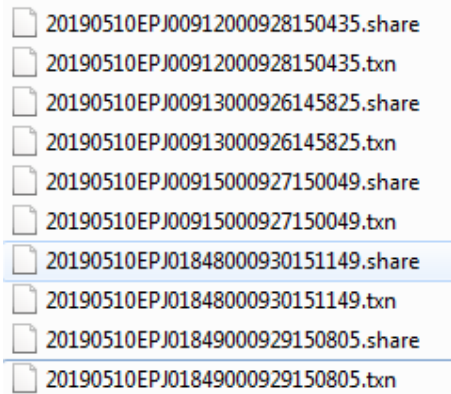 20190510EPJ00912000928150435.share
20190510EPJ00912000928150435.txn
20190510EPJ00913000926145825.share
20190510EPJ00913000926145825.txn
20190510EPJ00915000927150049.share
20190510EPJ00915000927150049.txn
20190510EPJ01848000930151149.share
20190510EPJ01848000930151149.txn
20190510EPJ01849000929150805.share
20190510EPJ01849000929150805.txn